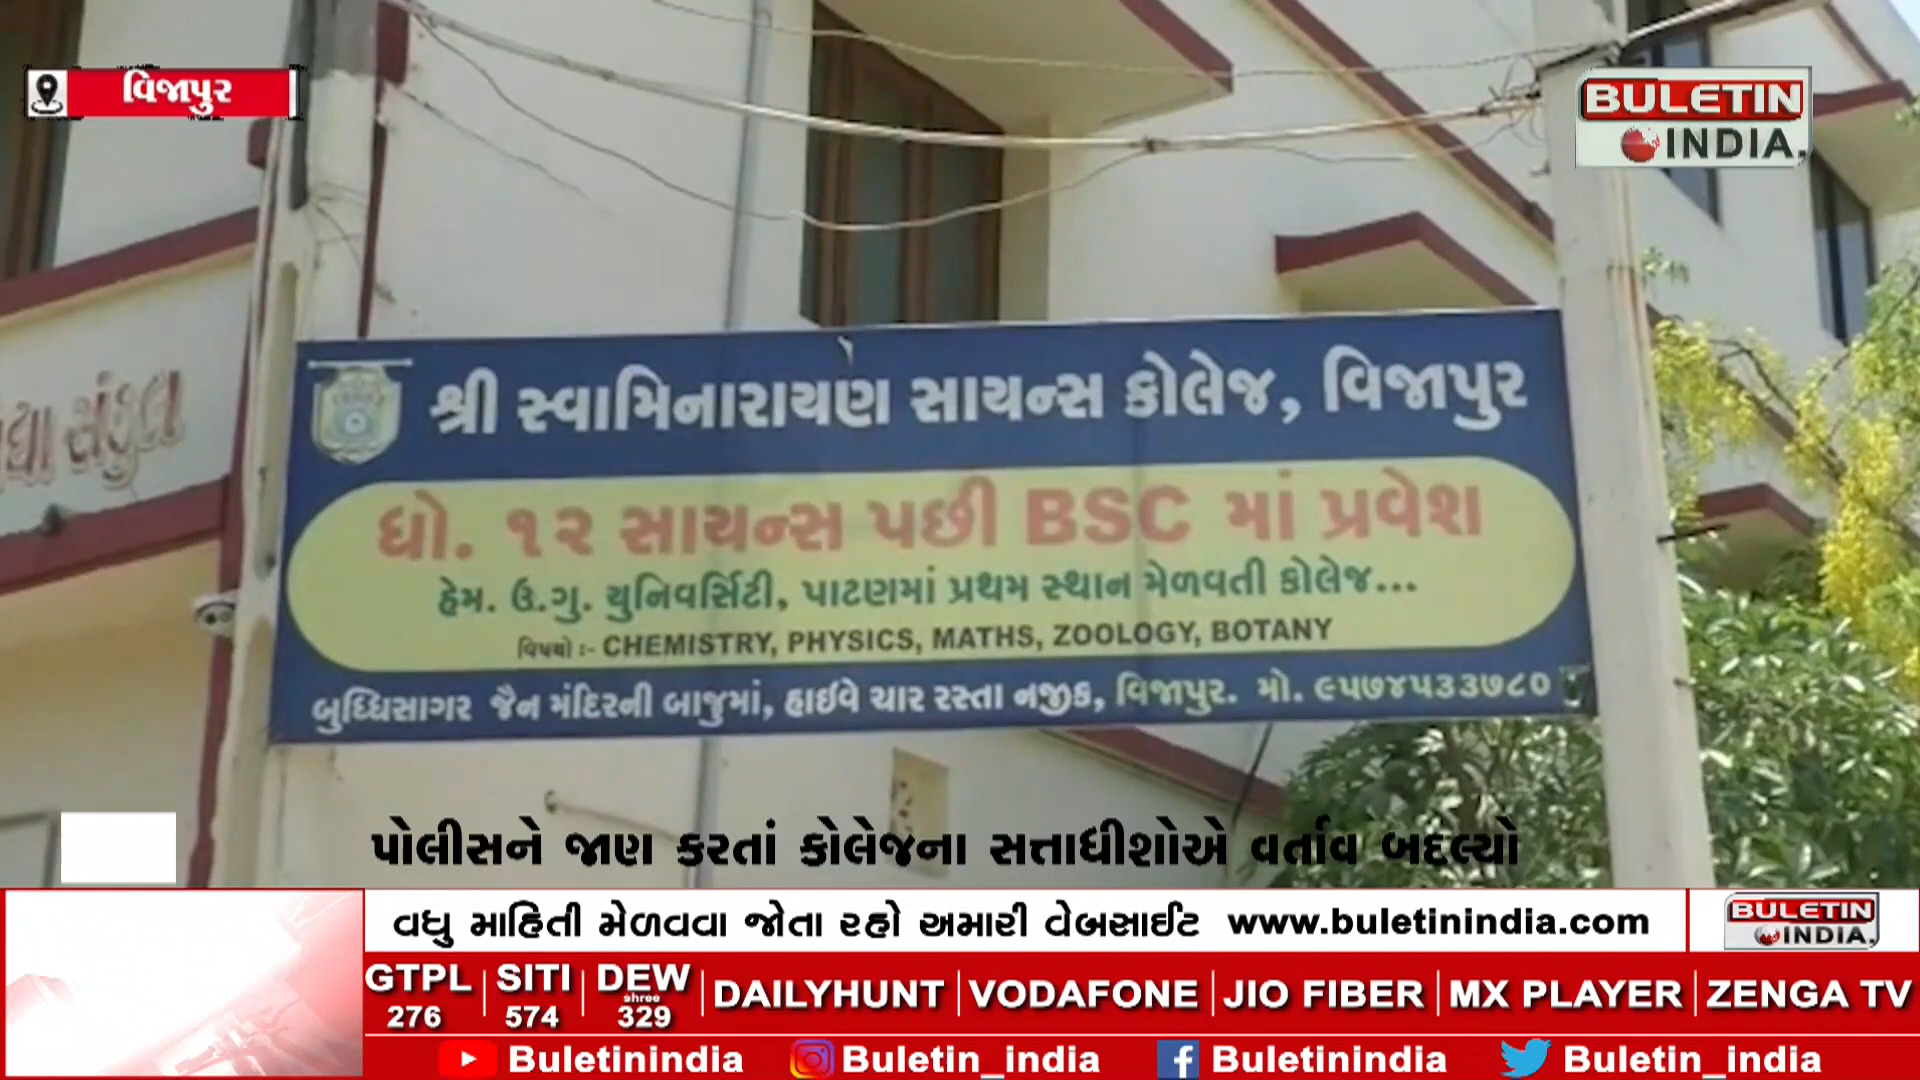 વિજાપુર
BULETIN
INDIA.
સંકુલ
શ્રી સ્વામિનારાયણ સાયન્સ કોલેજ, વિજાપુર
ધો. ૧૨ સાયન્સ પછી BSC માં પ્રવેશ
હેમ. ઉ.ગુ. યુનિવર્સિટી, પાટણમાં પ્રથમ સ્થાન મેળવતી કોલેજ...
વિષયો :- CHEMISTRY, PHYSICS, MATHS, ZOOLOGY, BOTANY
બુધ્ધિસાગર જૈન મંદિરની બાજુમાં, હાઈવે ચાર રસ્તા નજીક, વિજાપુર. મો. ૯૫૭૪૫૩૩૭૮૦
પોલીસને જાણ કરતાં કોલેજના સત્તાધીશોએ વર્તાવ બદલ્યો
વધુ માહિતી મેળવવા જોતા રહો અમારી વેબસાઈટ www.buletinindia.com
BULETIN
INDIA.
GTPL 276 | SITI 574 | DEW shree 329 | DAILYHUNT | VODAFONE | JIO FIBER | MX PLAYER | ZENGA TV
Buletinindia Buletin_india Buletinindia Buletin_india